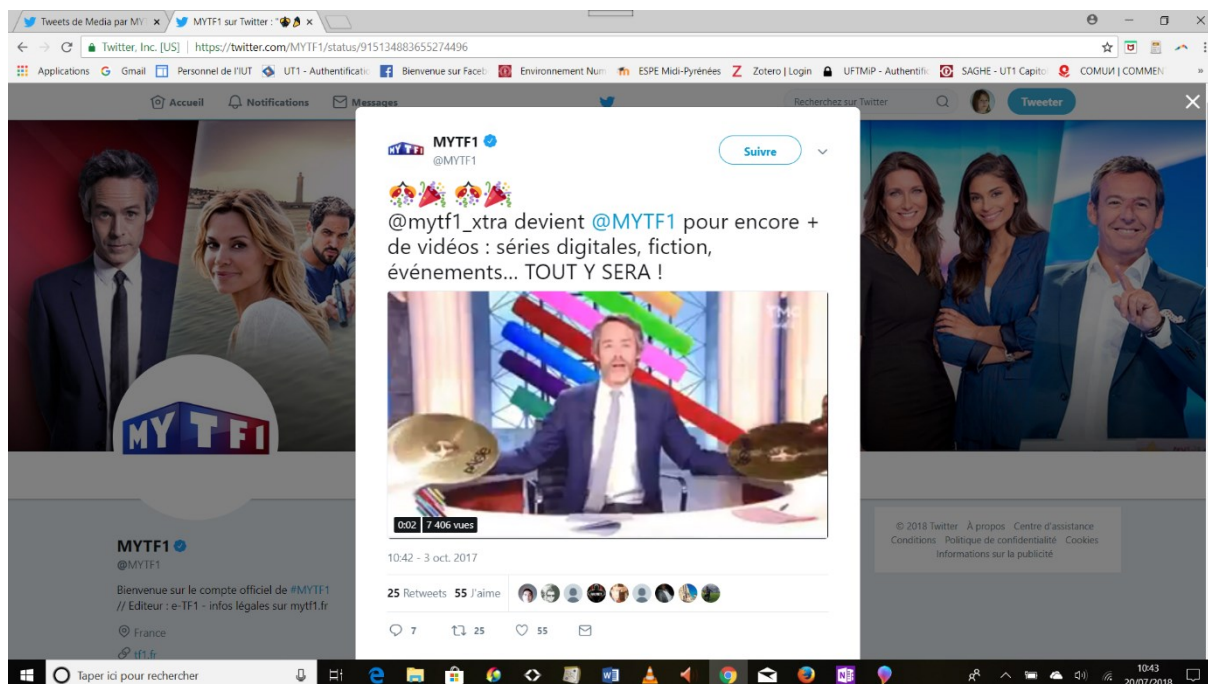 Tweets de Media par MY
MYTF1 sur Twitter : "
Twitter, Inc. [US] | https://twitter.com/MYTF1/status/915134883655274496
Applications
Gmail
Personnel de l'IUT
UT1 - Authentificatio
Bienvenue sur Faceb
Environnement Num
ESPE Midi-Pyrénées
Zotero | Login
UFTMiP - Authentific
SAGHE - UT1 Capito
COMUN | COMMEN
»
Accueil
Notifications
Messages
Recherchez sur Twitter
Tweeter
MYTF1
@MYTF1
Suivre
@mytf1_xtra devient @MYTF1 pour encore +
de vidéos : séries digitales, fiction,
événements... TOUT Y SERA !
TMC
0:02 7 406 vues
10:42 - 3 oct. 2017
25 Retweets 55 J'aime
7 25 55
MYTF1
MYTF1
@MYTF1
Bienvenue sur le compte officiel de #MYTF1
// Editeur : e-TF1 - infos légales sur mytf1.fr
France
tf1.fr
© 2018 Twitter À propos Centre d'assistance
Conditions Politique de confidentialité Cookies
Informations sur la publicité
Taper ici pour rechercher
10:43
20/07/2018